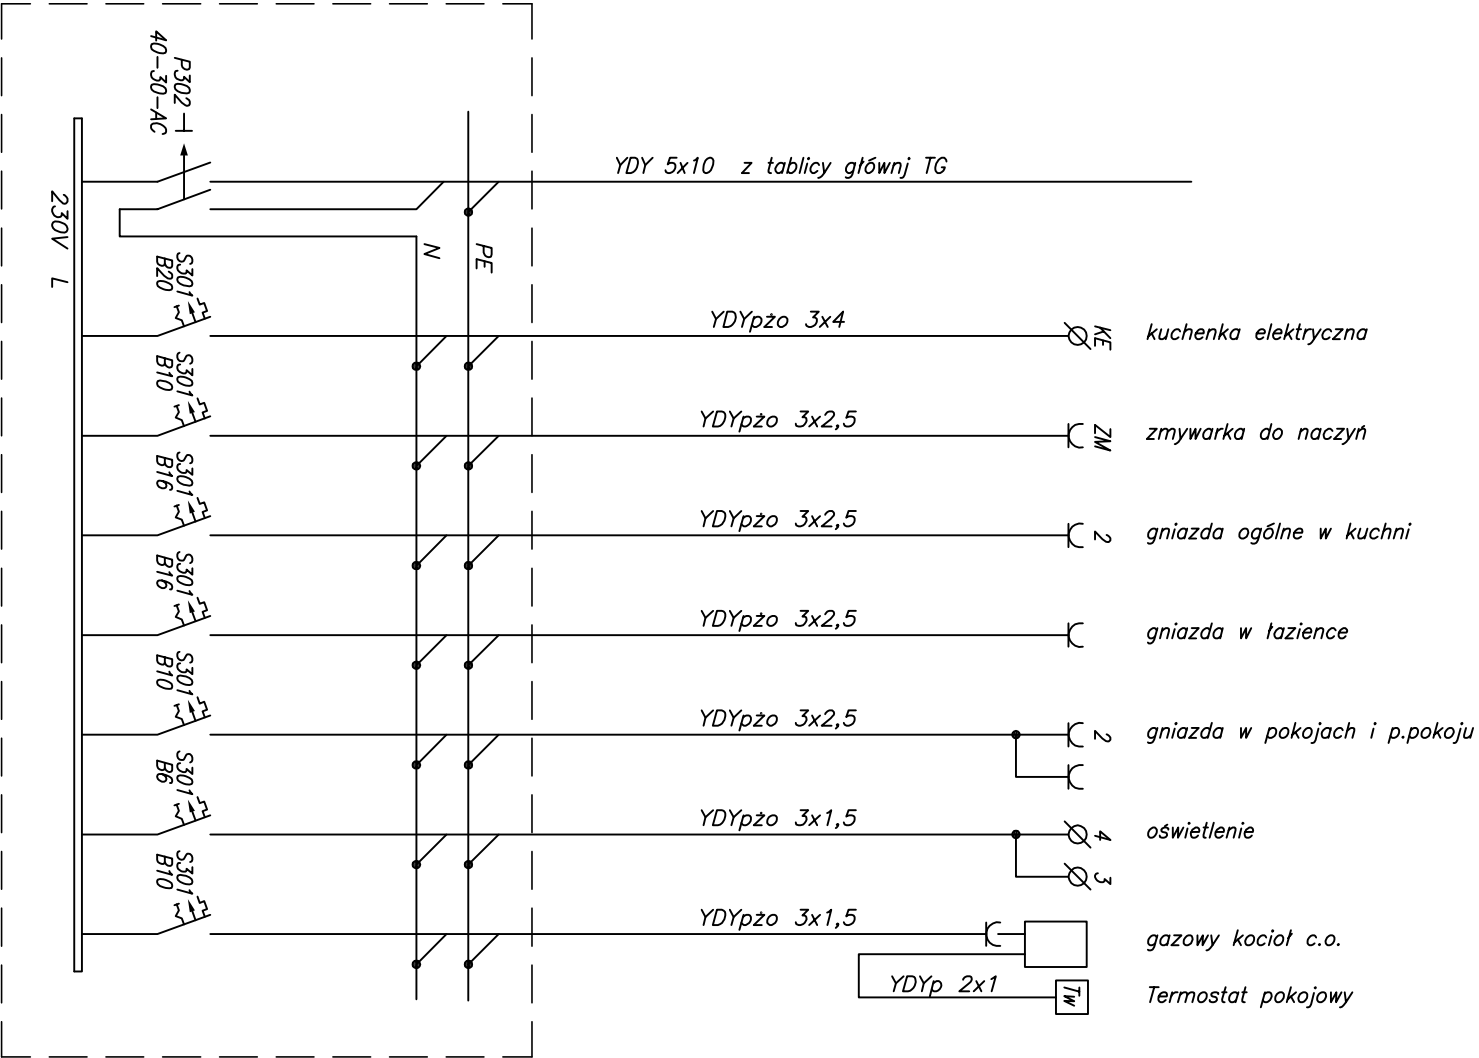 P302
40-30-AC
YDY 5x10 z tablicy głównj TG
230V L
N
PE
S301
B20
YDYpżo 3x4
KE
kuchenka elektryczna
S301
B10
YDYpżo 3x2,5
ZM
zmywarka do naczyń
S301
B16
YDYpżo 3x2,5
2
gniazda ogólne w kuchni
S301
B16
YDYpżo 3x2,5
gniazda w łazience
S301
B10
YDYpżo 3x2,5
2
gniazda w pokojach i p.pokoju
S301
B6
YDYpżo 3x1,5
4
oświetlenie
3
S301
B10
YDYpżo 3x1,5
gazowy kocioł c.o.
YDYp 2x1
Tw
Termostat pokojowy